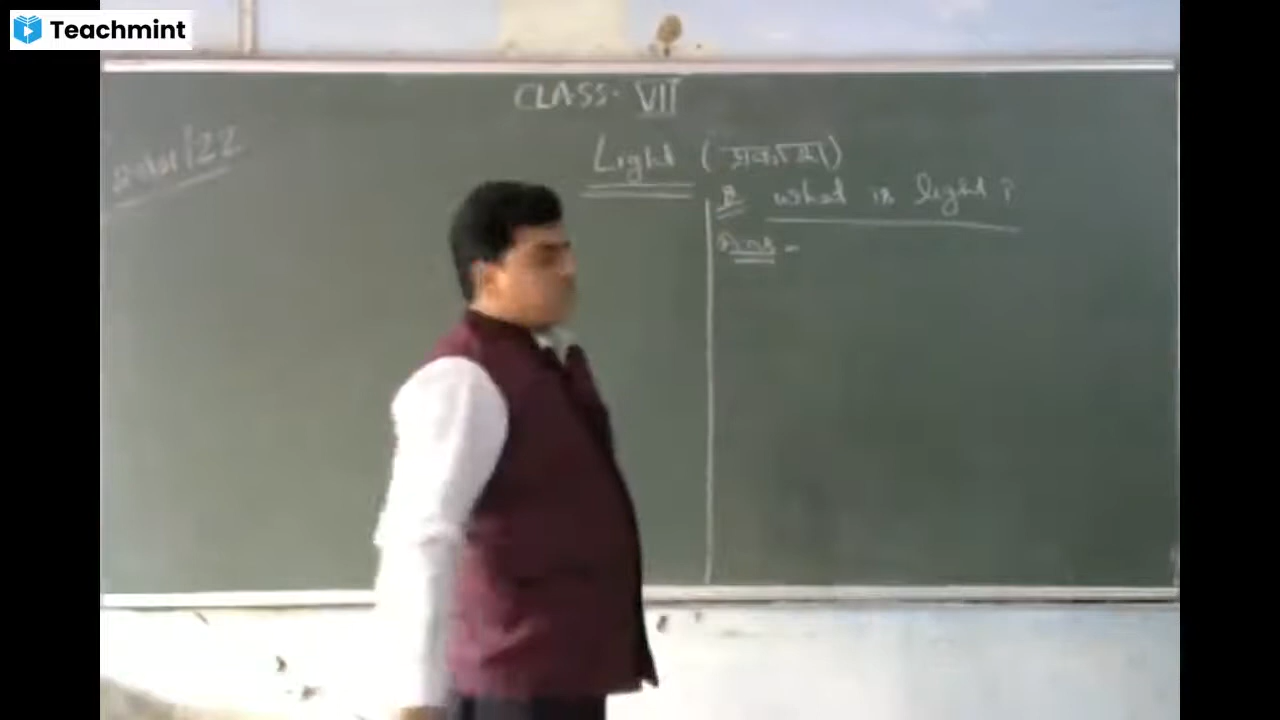 Teachmint
CLASS. VII
Light (प्रकाश)
What is light ?
Ans -